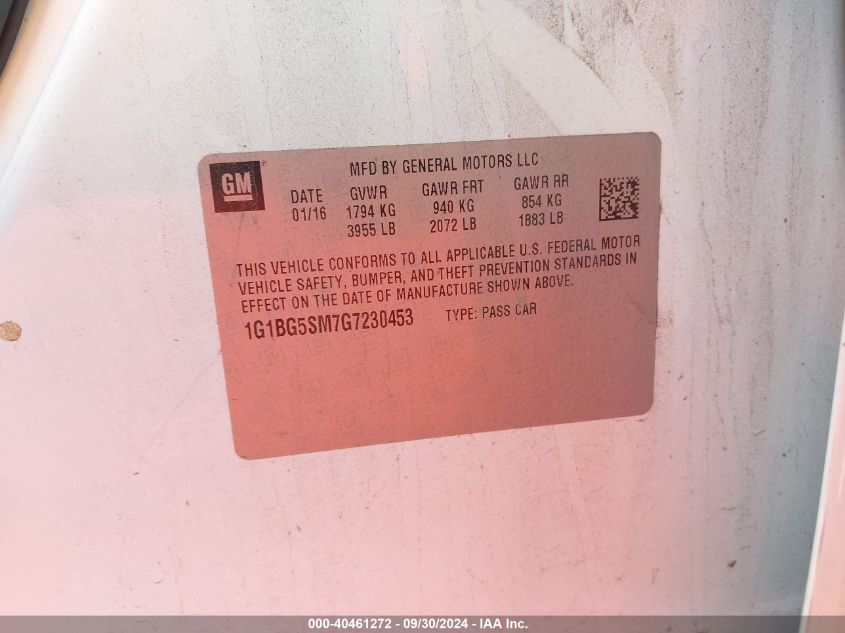 GM
MFD BY GENERAL MOTORS LLC
DATE GVWR GAWR FRT GAWR RR
01/16 1794 KG 940 KG 854 KG
3955 LB 2072 LB 1883 LB
THIS VEHICLE CONFORMS TO ALL APPLICABLE U.S. FEDERAL MOTOR
VEHICLE SAFETY, BUMPER, AND THEFT PREVENTION STANDARDS IN
EFFECT ON THE DATE OF MANUFACTURE SHOWN ABOVE.
1G1BG5SM7G7230453 TYPE: PASS CAR
000-40461272 - 09/30/2024 - IAA Inc.